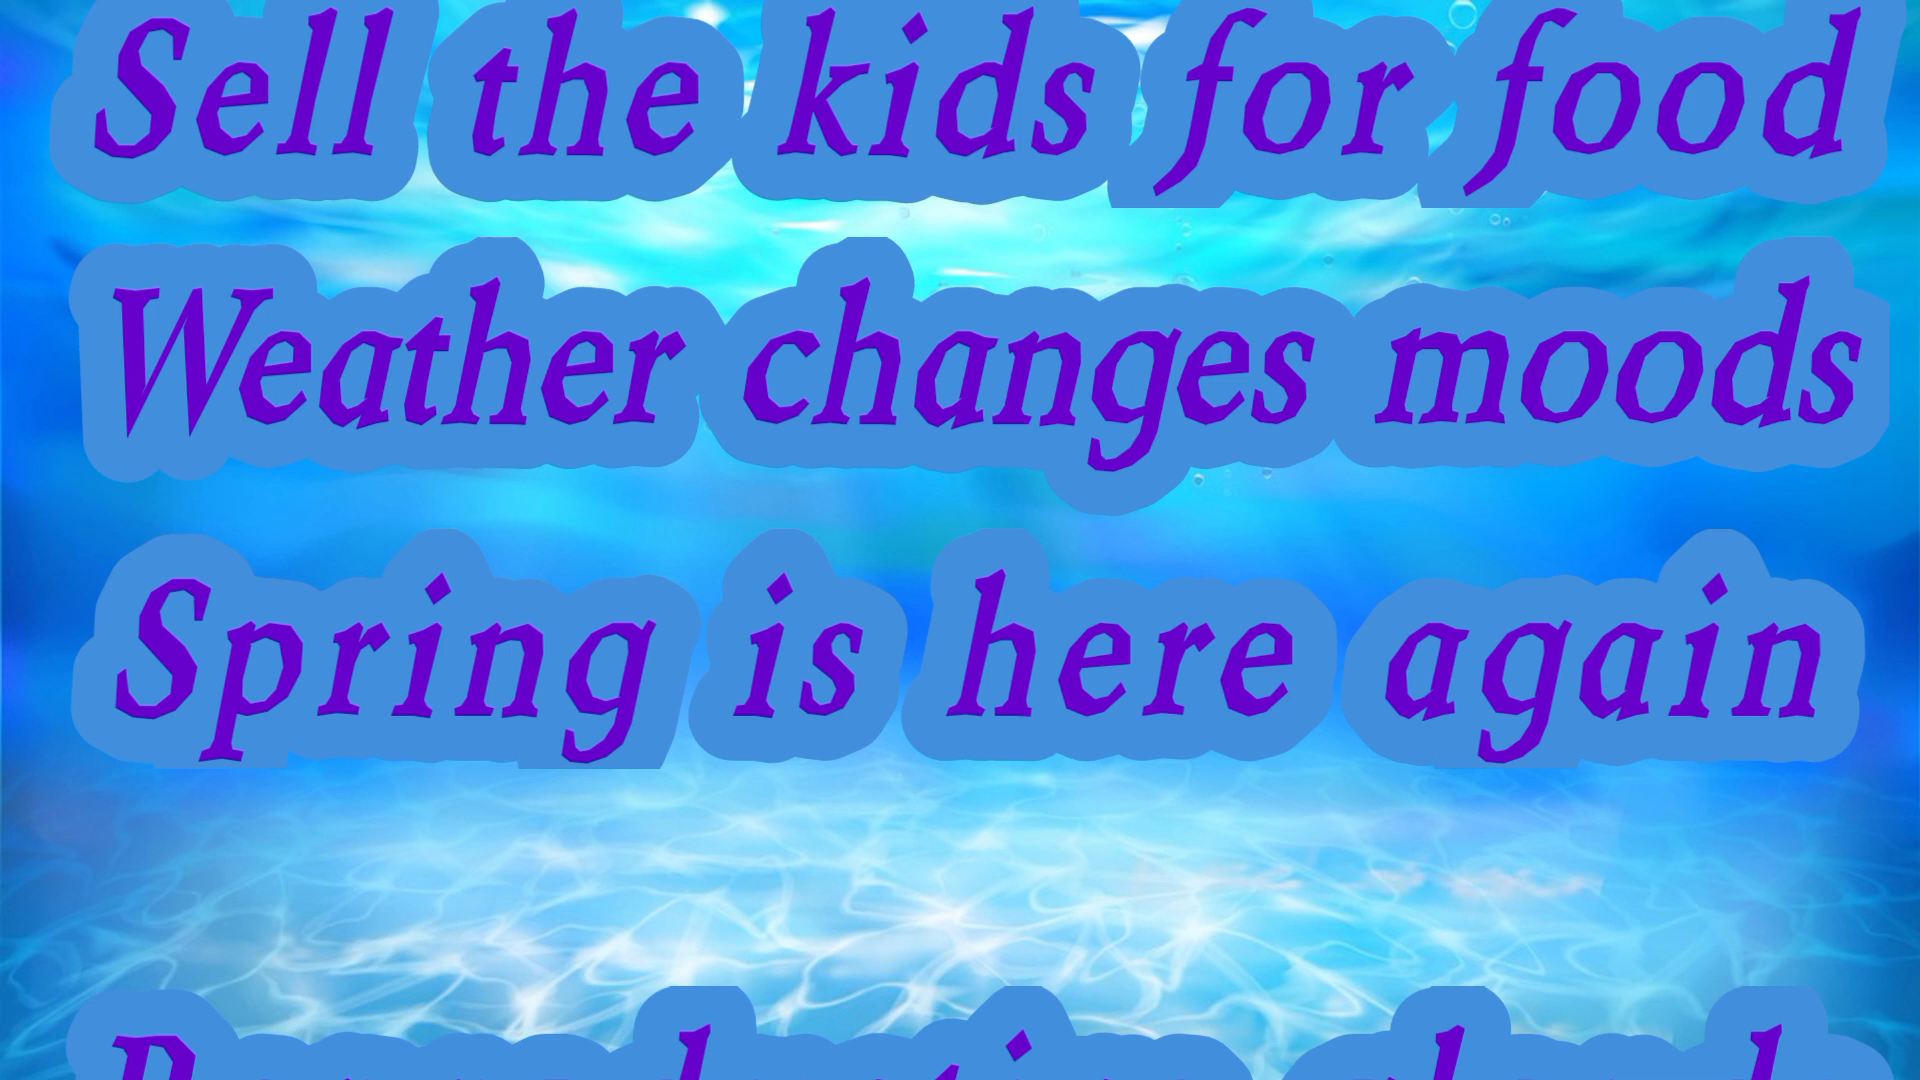 Sell the kids for food
Weather changes moods
Spring is here again